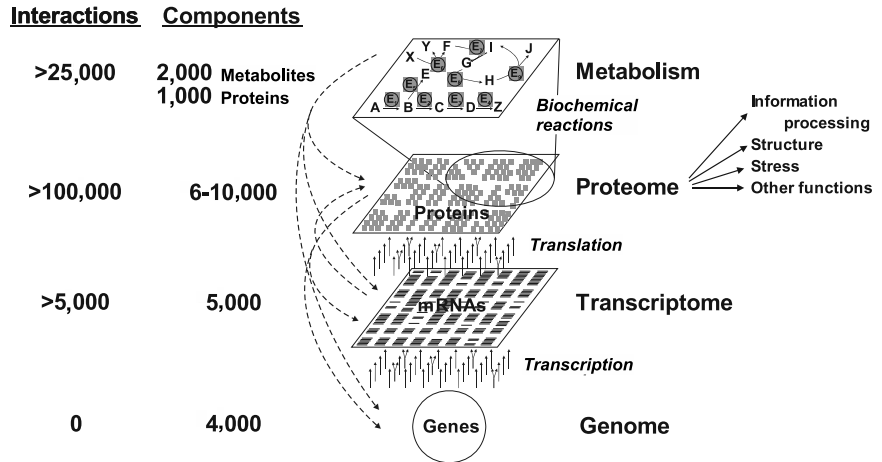 Interactions Components
>25,000 2,000 Metabolites
1,000 Proteins
Y F I J
X G
E H
A B C D Z
Metabolism
Biochemical
reactions
Information
processing
Structure
Stress
Other functions
>100,000 6-10,000 Proteins Proteome
Translation
>5,000 5,000 mRNAs Transcriptome
Transcription
0 4,000 Genes Genome